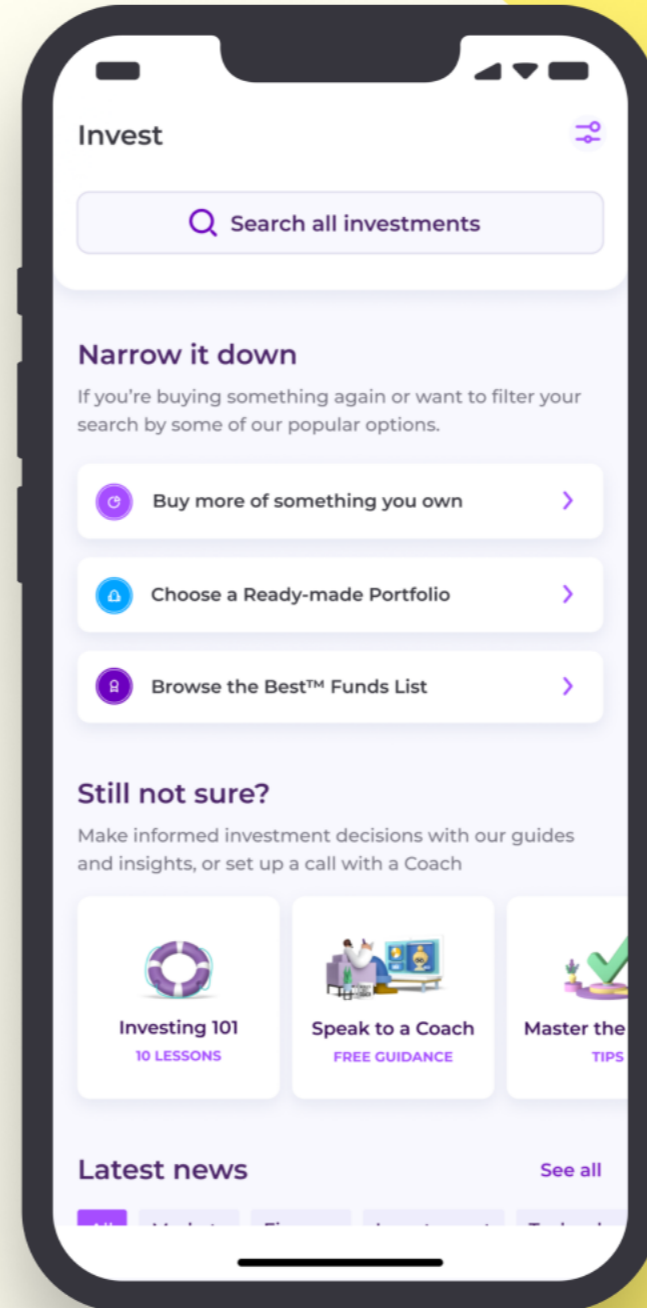 Invest
Search all investments
Narrow it down
If you’re buying something again or want to filter your
search by some of our popular options.
Buy more of something you own
Choose a Ready-made Portfolio
Browse the Best™ Funds List
Still not sure?
Make informed investment decisions with our guides
and insights, or set up a call with a Coach
Investing 101
10 LESSONS
Speak to a Coach
FREE GUIDANCE
Master the
TIPS
Latest news
See all